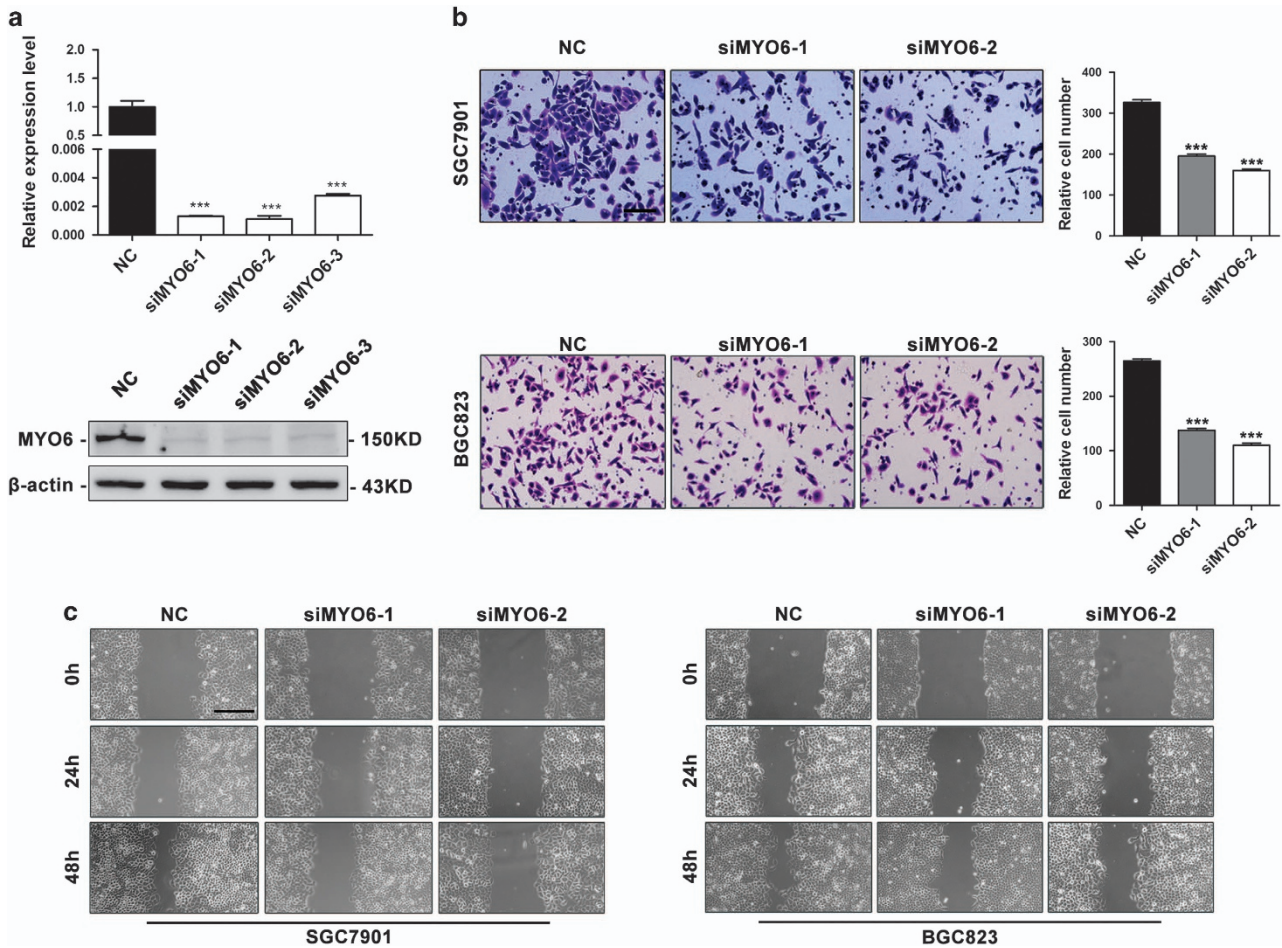 a
Relative expression level
2.0
1.5
1.0
0.5
0.006
0.004
0.002
0.000
*** *** ***
NC siMYO6-1 siMYO6-2 siMYO6-3
NC siMYO6-1 siMYO6-2 siMYO6-3
MYO6 - - 150KD
β-actin - - 43KD
b
NC siMYO6-1 siMYO6-2
SGC7901
Relative cell number
400
300
200
100
0
*** ***
NC siMYO6-1 siMYO6-2
NC siMYO6-1 siMYO6-2
BGC823
Relative cell number
300
200
100
0
*** ***
NC siMYO6-1 siMYO6-2
c
NC siMYO6-1 siMYO6-2
0h
24h
48h
SGC7901
NC siMYO6-1 siMYO6-2
0h
24h
48h
BGC823